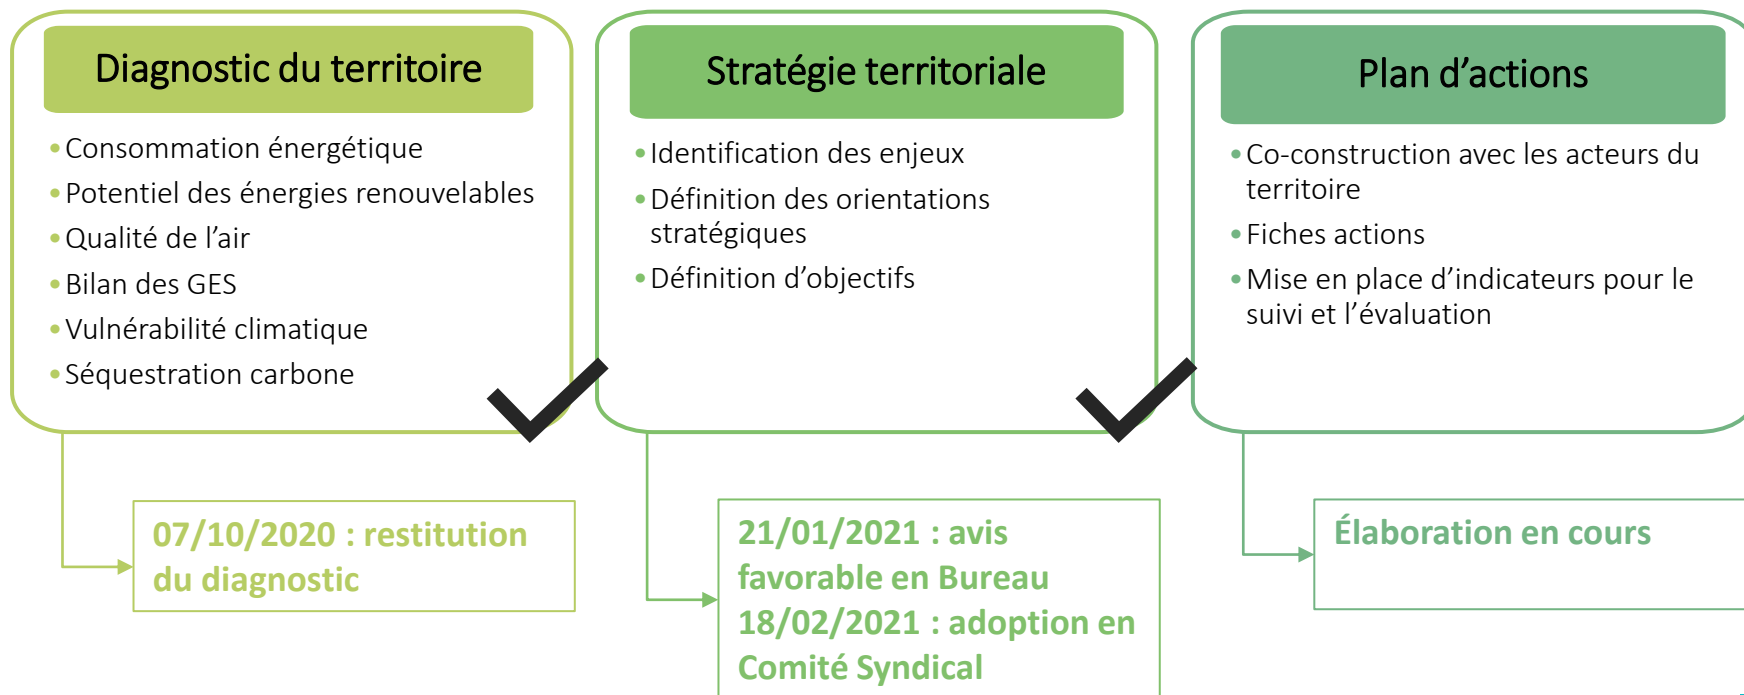 Diagnostic du territoire
• Consommation énergétique
• Potentiel des énergies renouvelables
• Qualité de l’air
• Bilan des GES
• Vulnérabilité climatique
• Séquestration carbone
07/10/2020 : restitution
du diagnostic
Stratégie territoriale
• Identification des enjeux
• Définition des orientations
stratégiques
• Définition d’objectifs
21/01/2021 : avis
favorable en Bureau
18/02/2021 : adoption en
Comité Syndical
Plan d’actions
• Co-construction avec les acteurs du
territoire
• Fiches actions
• Mise en place d’indicateurs pour le
suivi et l’évaluation
Élaboration en cours